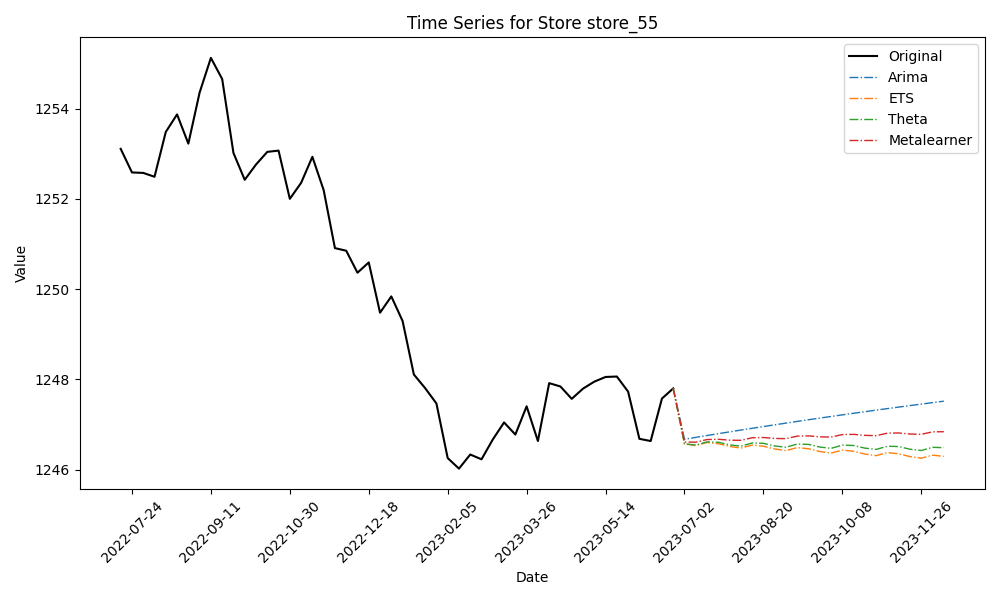 Time Series for Store store_55
Original
Arima
ETS
Theta
Metalearner
Value
1254
1252
1250
1248
1246
2022-07-24
2022-09-11
2022-10-30
2022-12-18
2023-02-05
2023-03-26
2023-05-14
2023-07-02
2023-08-20
2023-10-08
2023-11-26
Date